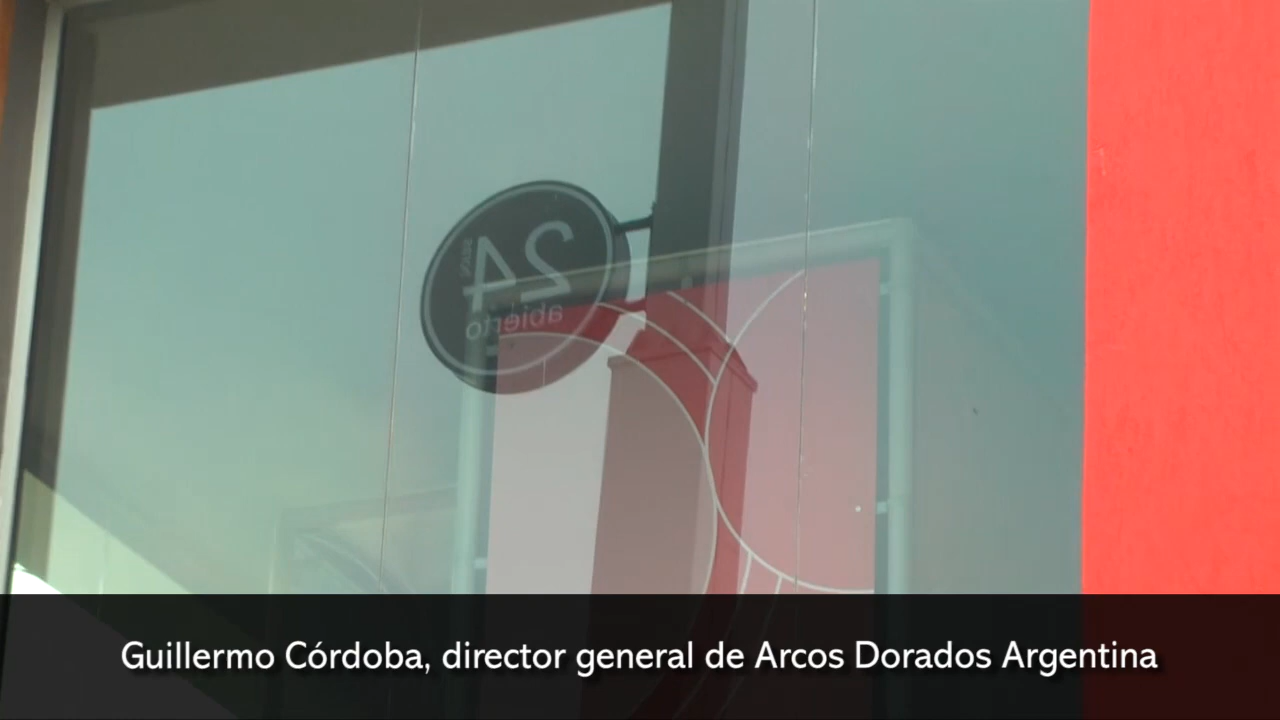 24
abierto
Guillermo Córdoba, director general de Arcos Dorados Argentina